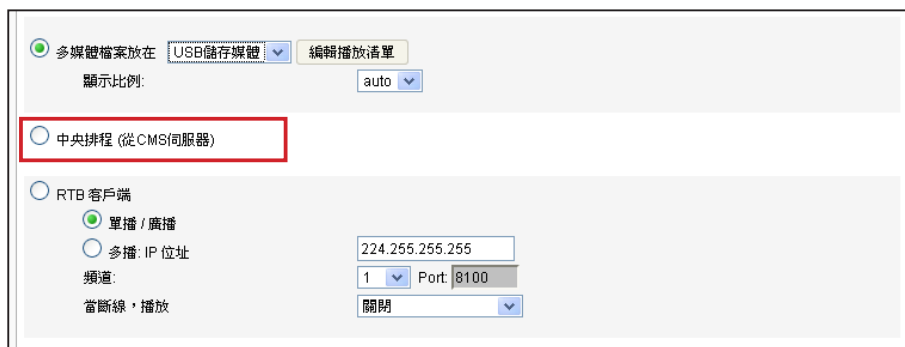 多媒體檔案放在 USB儲存媒體 編輯播放清單
顯示比例: auto
中央排程 (從CMS伺服器)
RTB 客戶端
單播 / 廣播
多播: IP 位址 224.255.255.255
頻道: 1 Port: 8100
當斷線，播放 關閉